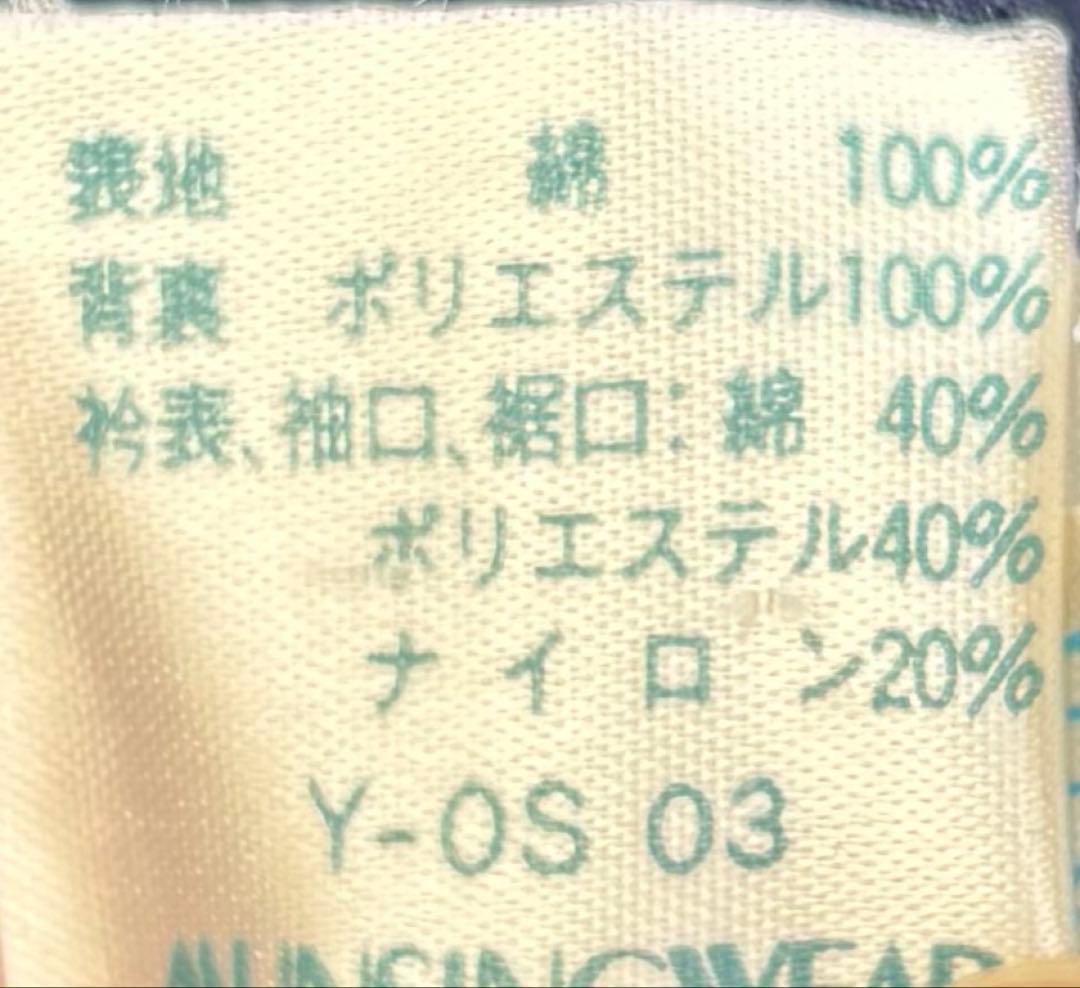 表地 綿 100%
背裏 ポリエステル100%
衿表、袖口、裾口：綿 40%
ポリエステル40%
ナイロン20%
Y-OS 03
MUNSINGWEAR